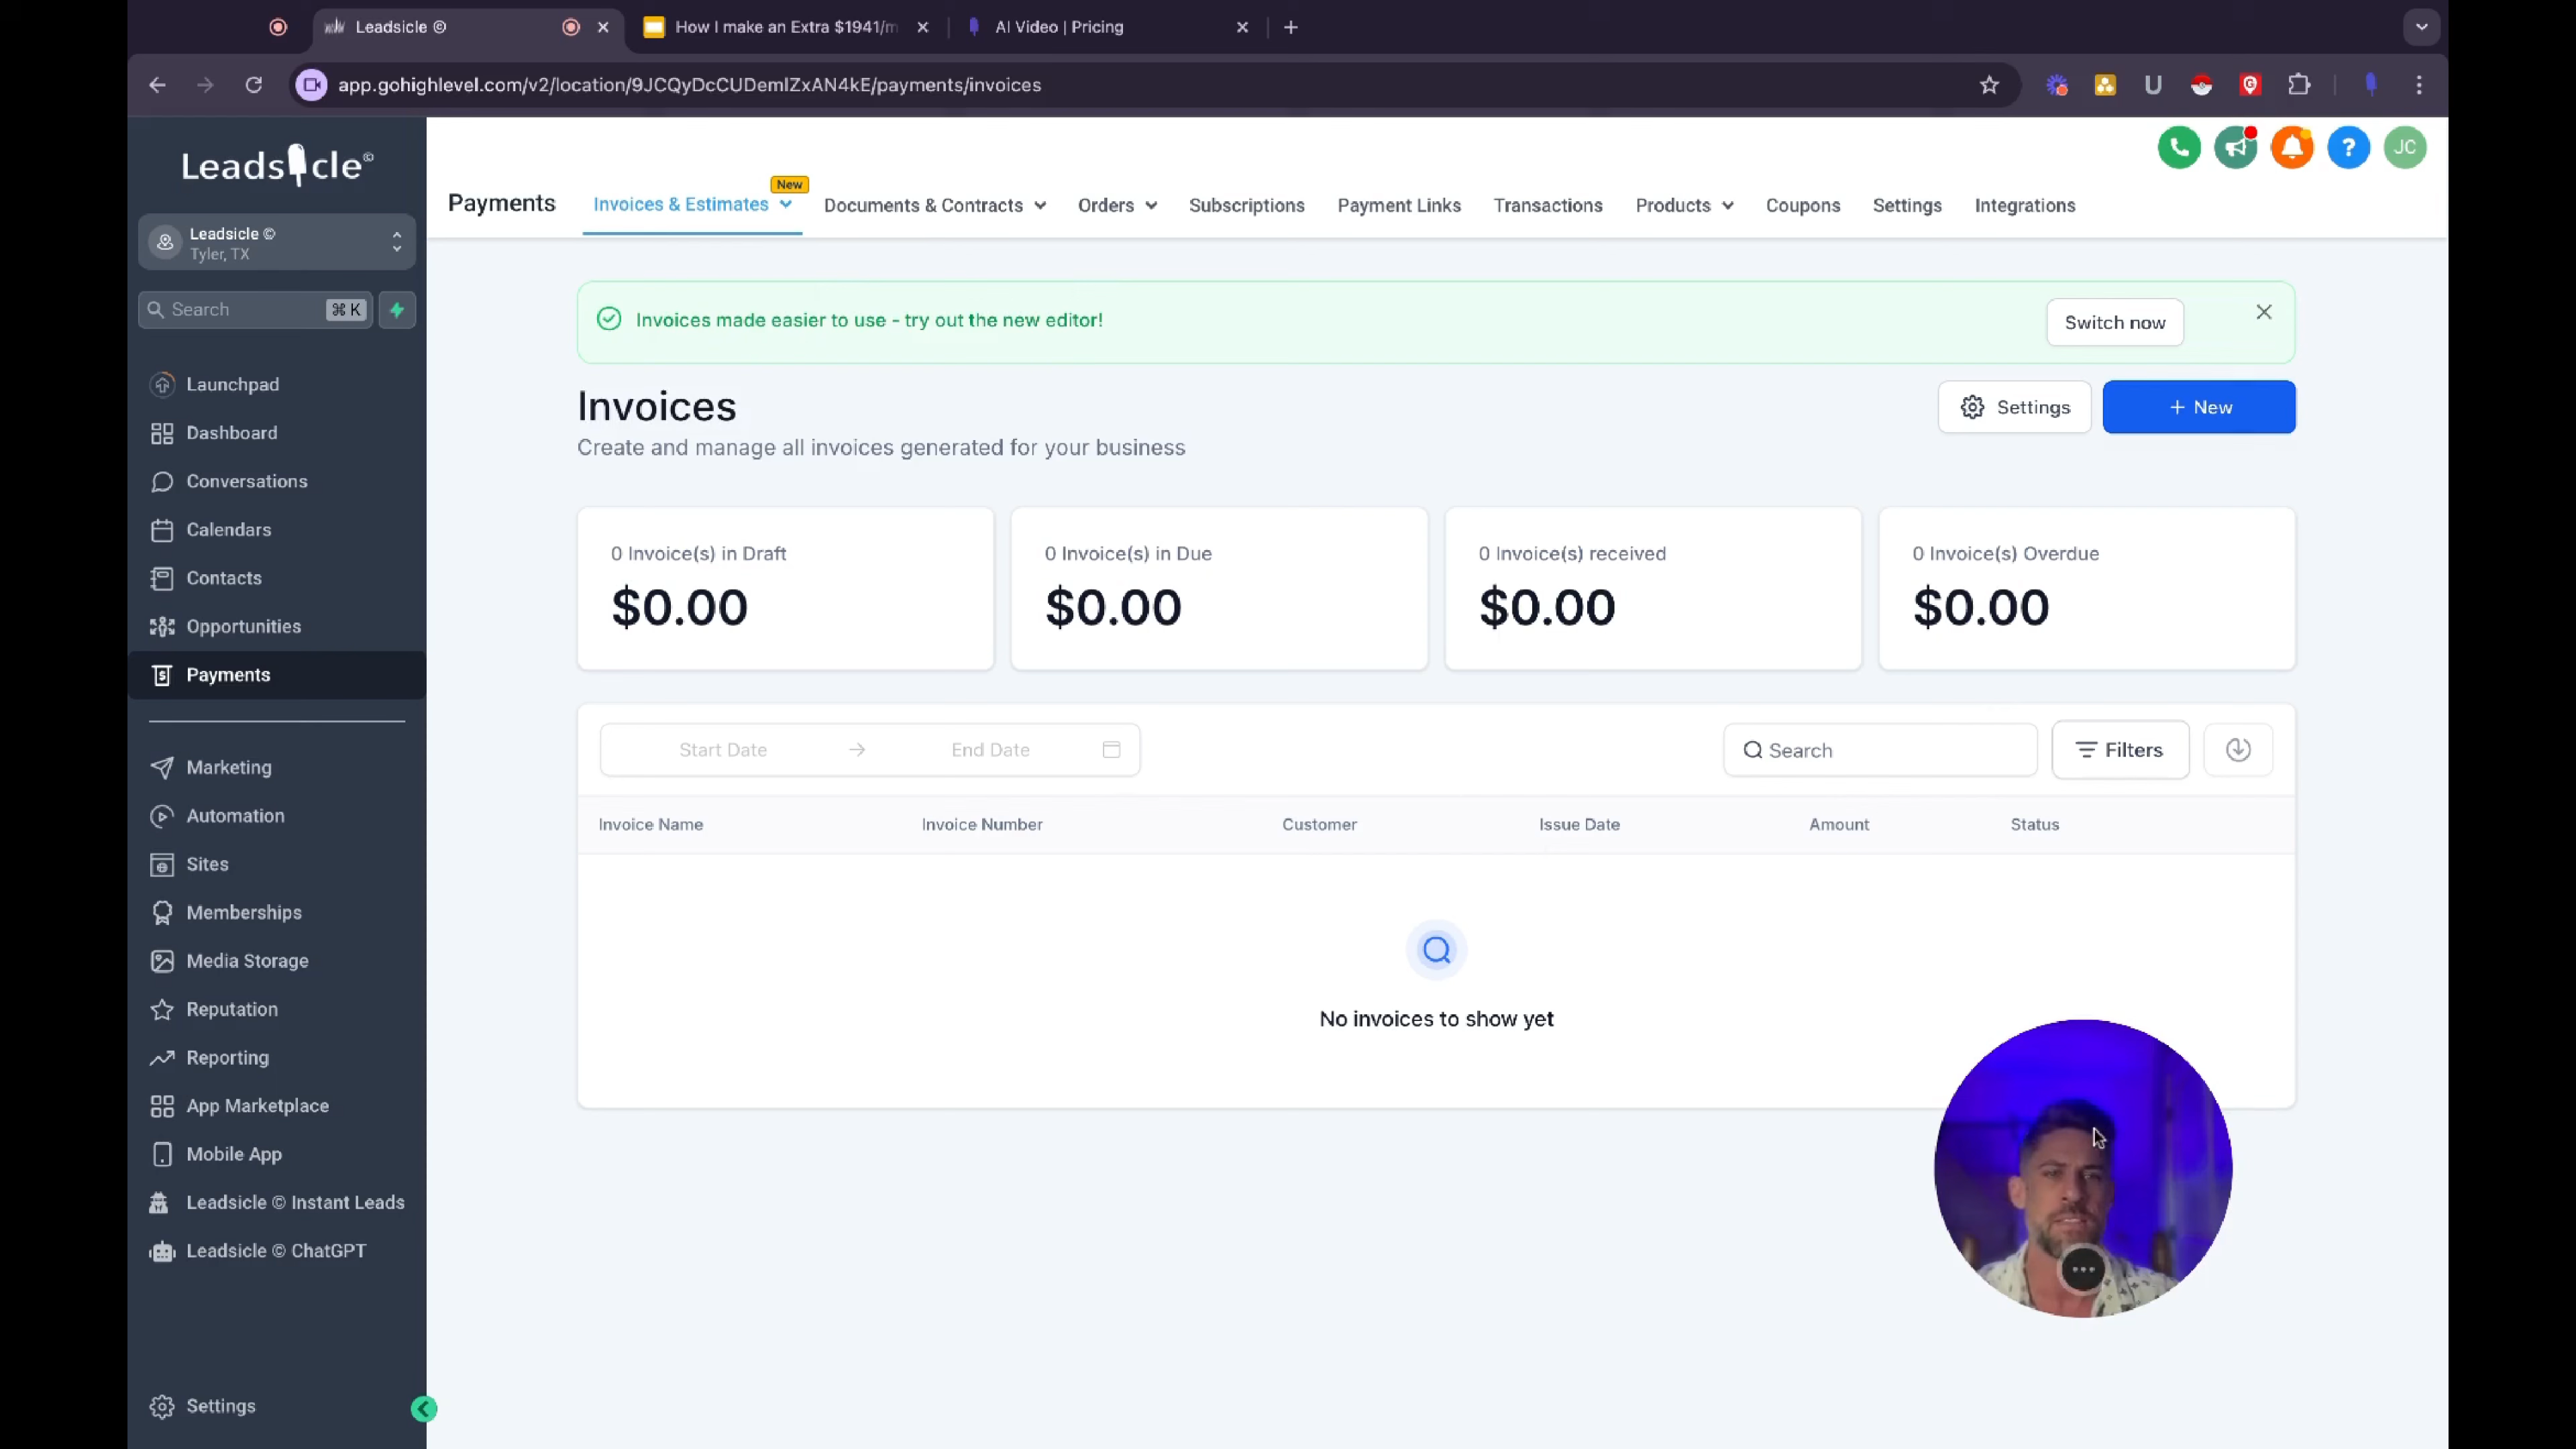 Leadsicle ©
How I make an Extra $1941/m
AI Video | Pricing
app.gohighlevel.com/v2/location/9JCQyDcCUDemIZxAN4kE/payments/invoices
Leadsicle©
Leadsicle ©
Tyler, TX
Search
⌘ K
Launchpad
Dashboard
Conversations
Calendars
Contacts
Opportunities
Payments
Marketing
Automation
Sites
Memberships
Media Storage
Reputation
Reporting
App Marketplace
Mobile App
Leadsicle © Instant Leads
Leadsicle © ChatGPT
Settings
JC
Payments
Invoices & Estimates
New
Documents & Contracts
Orders
Subscriptions
Payment Links
Transactions
Products
Coupons
Settings
Integrations
Invoices made easier to use - try out the new editor!
Switch now
Invoices
Create and manage all invoices generated for your business
Settings
+ New
0 Invoice(s) in Draft
$0.00
0 Invoice(s) in Due
$0.00
0 Invoice(s) received
$0.00
0 Invoice(s) Overdue
$0.00
Start Date
End Date
Search
Filters
Invoice Name
Invoice Number
Customer
Issue Date
Amount
Status
No invoices to show yet